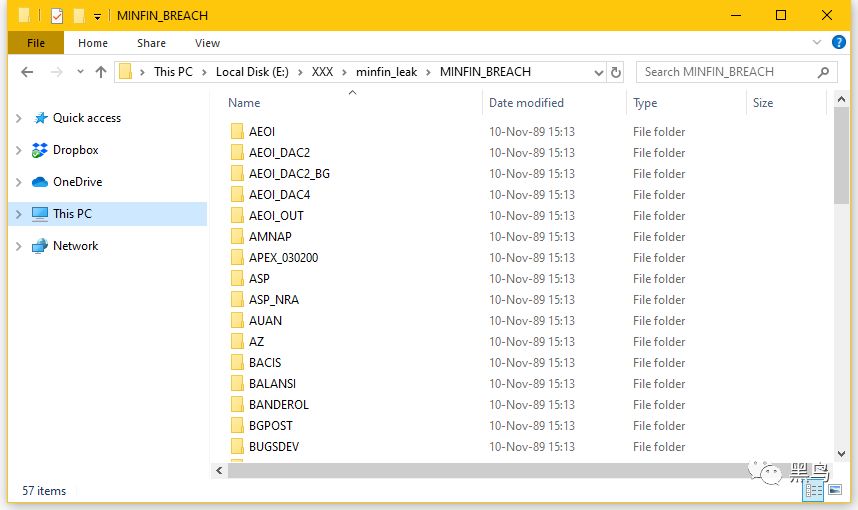 MINFIN_BREACH
File Home Share View
This PC Local Disk (E:) XXX minfin_leak MINFIN_BREACH Search MINFIN_BREACH
Name Date modified Type Size
Quick access
Dropbox
OneDrive
This PC
Network
AEOI 10-Nov-89 15:13 File folder
AEOI_DAC2 10-Nov-89 15:13 File folder
AEOI_DAC2_BG 10-Nov-89 15:13 File folder
AEOI_DAC4 10-Nov-89 15:13 File folder
AEOI_OUT 10-Nov-89 15:13 File folder
AMNAP 10-Nov-89 15:13 File folder
APEX_030200 10-Nov-89 15:13 File folder
ASP 10-Nov-89 15:13 File folder
ASP_NRA 10-Nov-89 15:13 File folder
AUAN 10-Nov-89 15:13 File folder
AZ 10-Nov-89 15:13 File folder
BACIS 10-Nov-89 15:13 File folder
BALANSI 10-Nov-89 15:13 File folder
BANDEROL 10-Nov-89 15:13 File folder
BGPOST 10-Nov-89 15:13 File folder
BUGSDEV 10-Nov-89 15:13 File folder
57 items
黑鸟